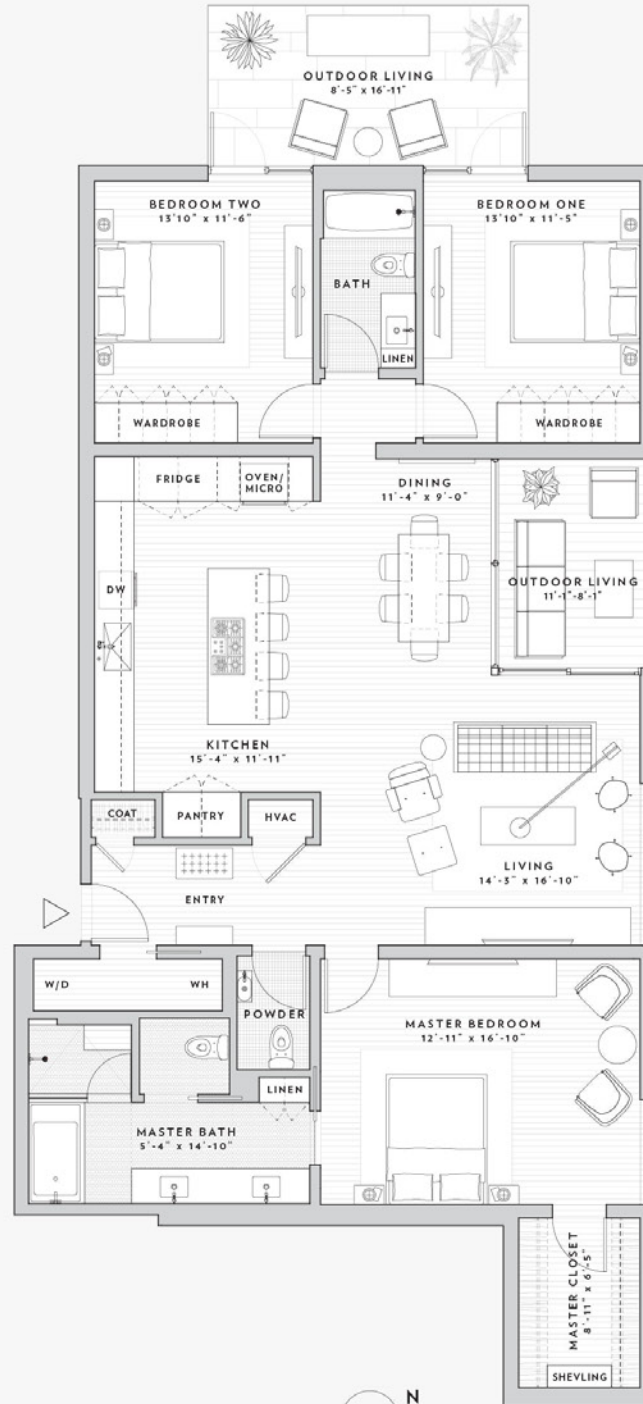 OUTDOOR LIVING
8'-5" x 16'-11"
BEDROOM TWO
13'10" x 11'-6"
BEDROOM ONE
13'10" x 11'-5"
BATH
LINEN
WARDROBE
WARDROBE
FRIDGE
OVEN/
MICRO
DINING
11'-4" x 9'-0"
DW
OUTDOOR LIVING
11'-1"-8'-1"
KITCHEN
15'-4" x 11'-11"
COAT
PANTRY
HVAC
LIVING
14'-3" x 16'-10"
ENTRY
W/D
WH
POWDER
MASTER BEDROOM
12'-11" x 16'-10"
LINEN
MASTER BATH
5'-4" x 14'-10"
MASTER CLOSET
8'-11" x 6'-5"
SHEVLING
N